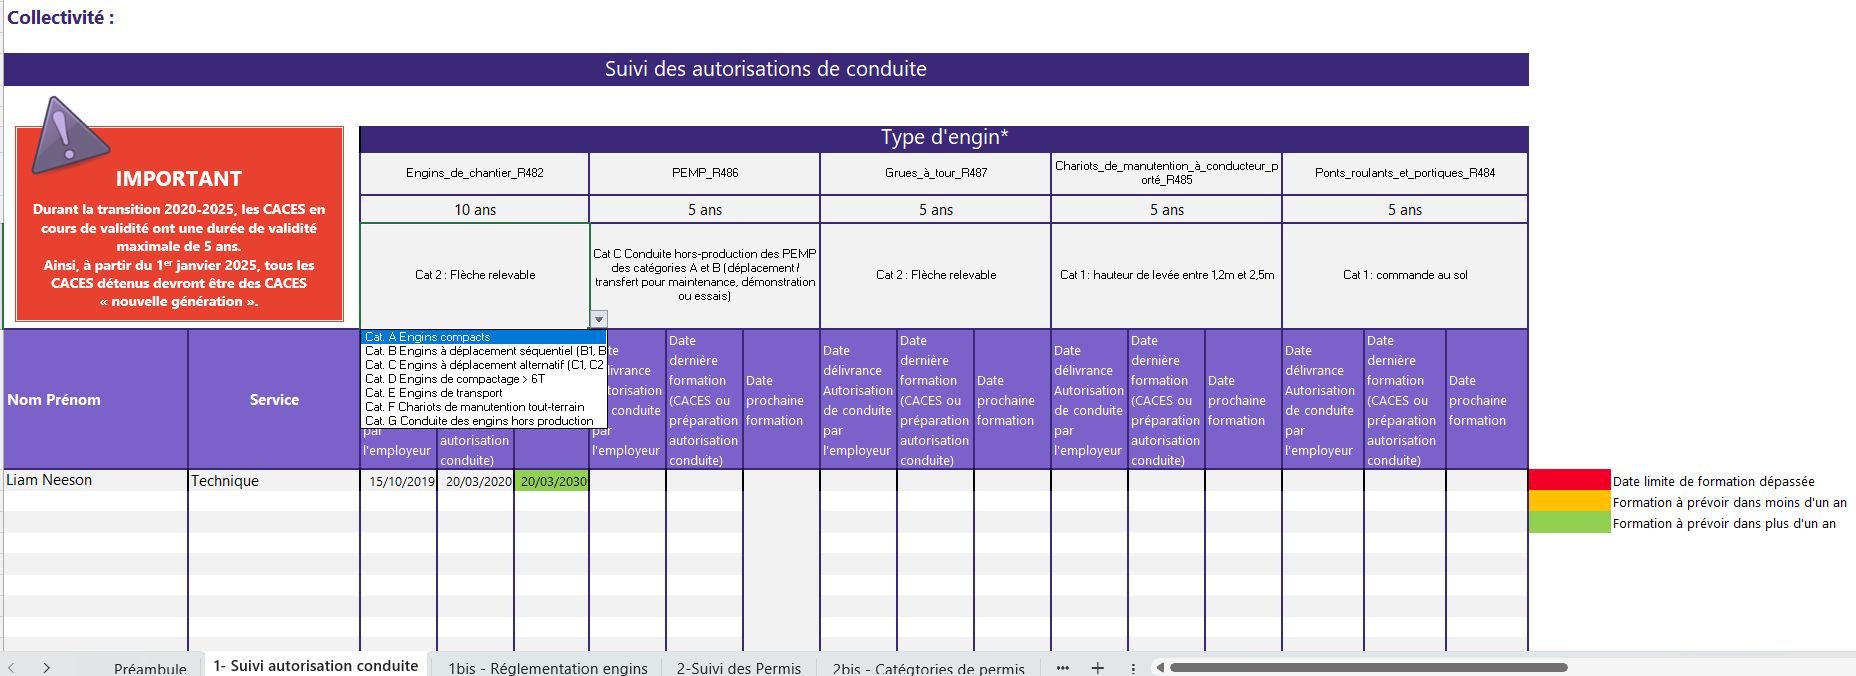 Collectivité :
Suivi des autorisations de conduite
IMPORTANT
Durant la transition 2020-2025, les CACES en
cours de validité ont une durée de validité
maximale de 5 ans.
Ainsi, à partir du 1er janvier 2025, tous les
CACES détenus devront être des CACES
« nouvelle génération ».
Type d'engin*
Engins_de_chantier_R482
PEMP_R486
Grues_à_tour_R487
Chariots_de_manutention_à_conducteur_p
orté_R485
Ponts_roulants_et_portiques_R484
10 ans
5 ans
5 ans
5 ans
5 ans
Cat 2 : Flèche relevable
Cat C Conduite hors-production des PEMP
des catégories A et B (déplacement /
transfert pour maintenance, démonstration
ou essais)
Cat 2 : Flèche relevable
Cat 1 : hauteur de levée entre 1,2m et 2,5m
Cat 1 : commande au sol
Cat. A Engins compacts
Cat. B Engins à déplacement séquentiel (B1, B
Cat. C Engins à déplacement alternatif (C1, C2
Cat. D Engins de compactage > 6T
Cat. E Engins de transport
Cat. F Chariots de manutention tout-terrain
Cat. G Conduite des engins hors production
Nom Prénom
Service
par
l'employeur
autorisation
conduite)
te
livrance
torisation
conduite
par
l'employeur
Date
dernière
formation
(CACES ou
préparation
autorisation
conduite)
Date
prochaine
formation
Date
délivrance
Autorisation
de conduite
par
l'employeur
Date
dernière
formation
(CACES ou
préparation
autorisation
conduite)
Date
prochaine
formation
Date
délivrance
Autorisation
de conduite
par
l'employeur
Date
dernière
formation
(CACES ou
préparation
autorisation
conduite)
Date
prochaine
formation
Date
délivrance
Autorisation
de conduite
par
l'employeur
Date
dernière
formation
(CACES ou
préparation
autorisation
conduite)
Date
prochaine
formation
Liam Neeson
Technique
15/10/2019
20/03/2020
20/03/2030
Date limite de formation dépassée
Formation à prévoir dans moins d'un an
Formation à prévoir dans plus d'un an
Préambule
1- Suivi autorisation conduite
1bis - Réglementation engins
2-Suivi des Permis
2bis - Catégtories de permis